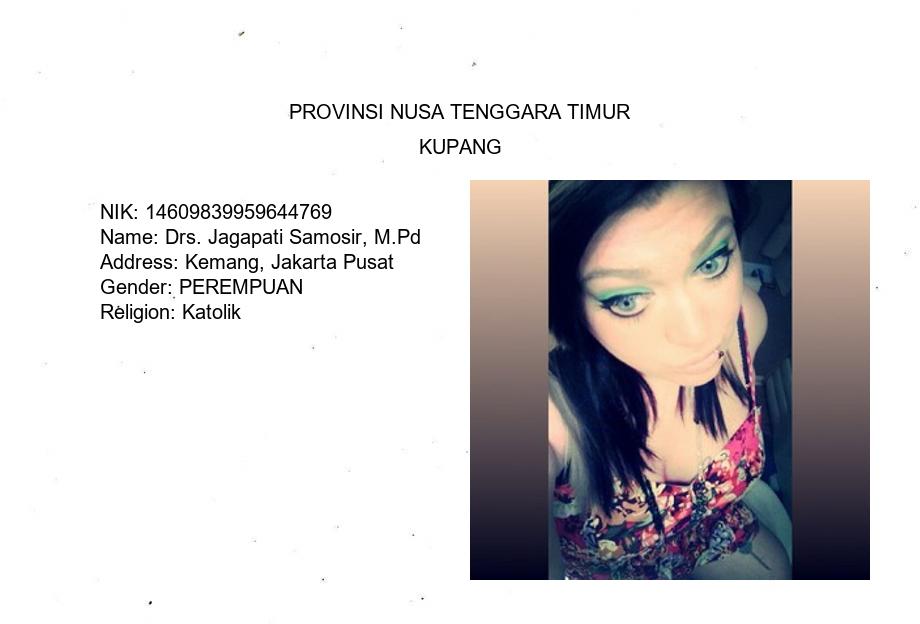 PROVINSI NUSA TENGGARA TIMUR
KUPANG
NIK: 14609839959644769
Name: Drs. Jagapati Samosir, M.Pd
Address: Kemang, Jakarta Pusat
Gender: PEREMPUAN
Religion: Katolik